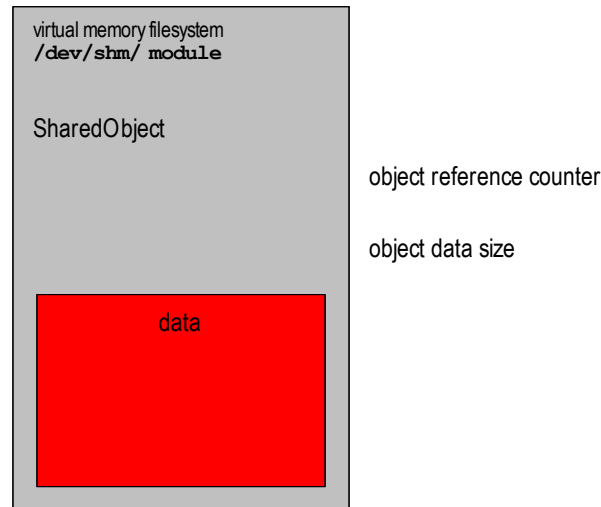 virtual memory filesystem
/dev/shm/ module
SharedObject
object reference counter
object data size
data